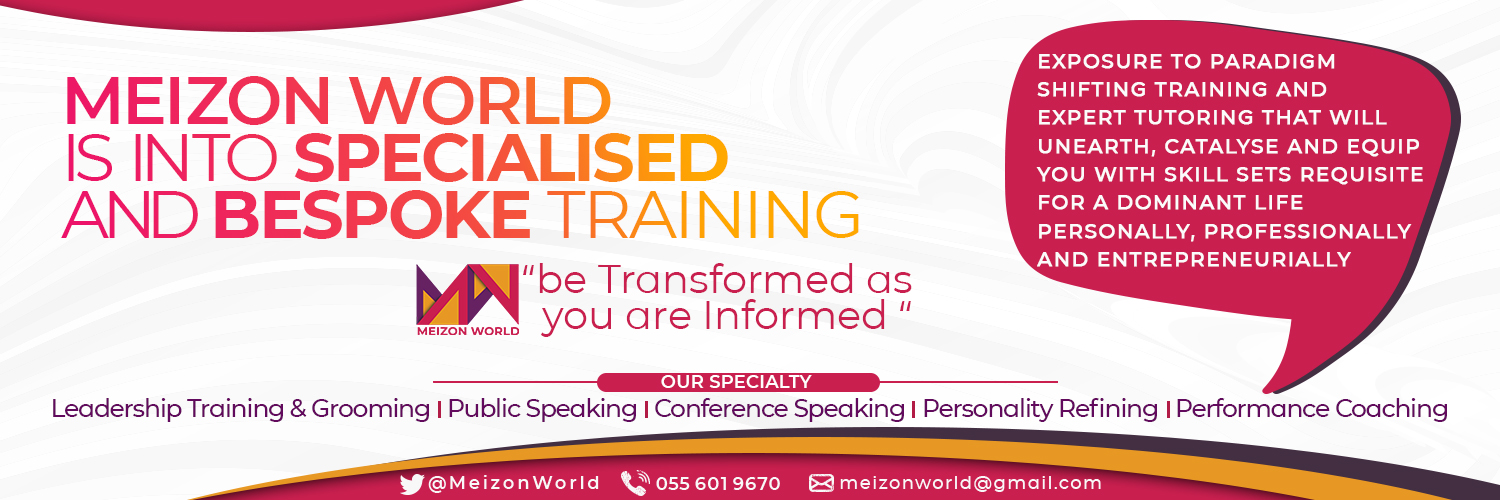 MEIZON WORLD
IS INTO SPECIALISED
AND BESPOKE TRAINING
MEIZON WORLD
“be Transformed as
you are Informed “
EXPOSURE TO PARADIGM
SHIFTING TRAINING AND
EXPERT TUTORING THAT WILL
UNEARTH, CATALYSE AND EQUIP
YOU WITH SKILL SETS REQUISITE
FOR A DOMINANT LIFE
PERSONALLY, PROFESSIONALLY
AND ENTREPRENEURIALLY
OUR SPECIALTY
Leadership Training & Grooming | Public Speaking | Conference Speaking | Personality Refining | Performance Coaching
@MeizonWorld 055 601 9670 meizonworld@gmail.com